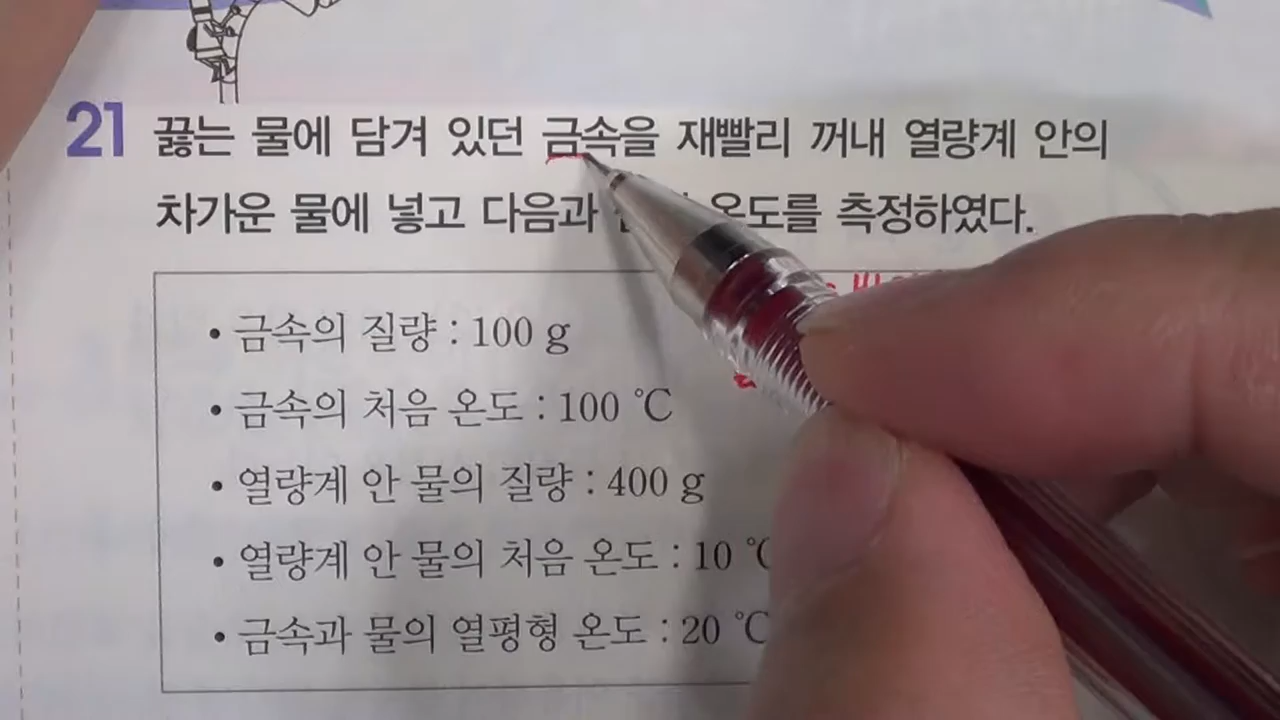 21 끓는 물에 담겨 있던 금속을 재빨리 꺼내 열량계 안의
차가운 물에 넣고 다음과 온도를 측정하였다.
• 금속의 질량 : 100 g
• 금속의 처음 온도 : 100 ℃
• 열량계 안 물의 질량 : 400 g
• 열량계 안 물의 처음 온도 : 10 ℃
• 금속과 물의 열평형 온도 : 20 ℃